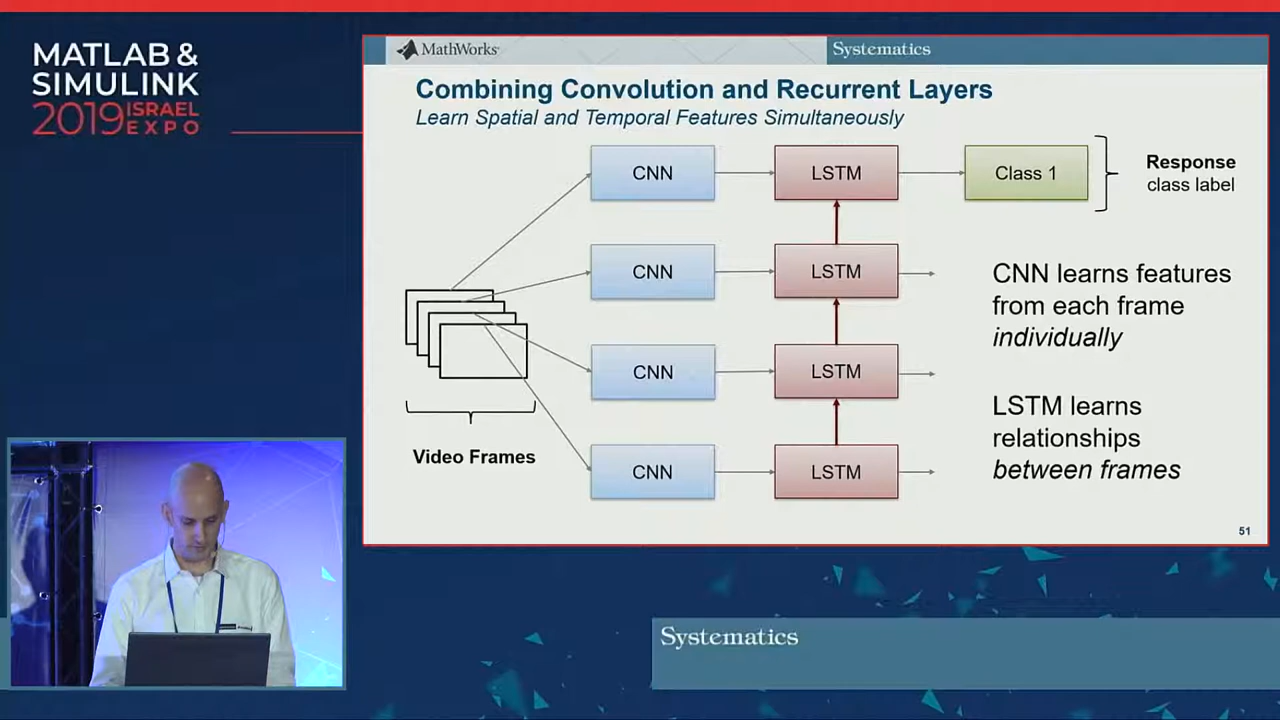 MATLAB &
SIMULINK
2019 ISRAEL
EXPO
MathWorks
Systematics
Combining Convolution and Recurrent Layers
Learn Spatial and Temporal Features Simultaneously
CNN
LSTM
Class 1
Response
class label
CNN
LSTM
CNN learns features
from each frame
individually
CNN
LSTM
LSTM learns
relationships
between frames
Video Frames
CNN
LSTM
51
Systematics